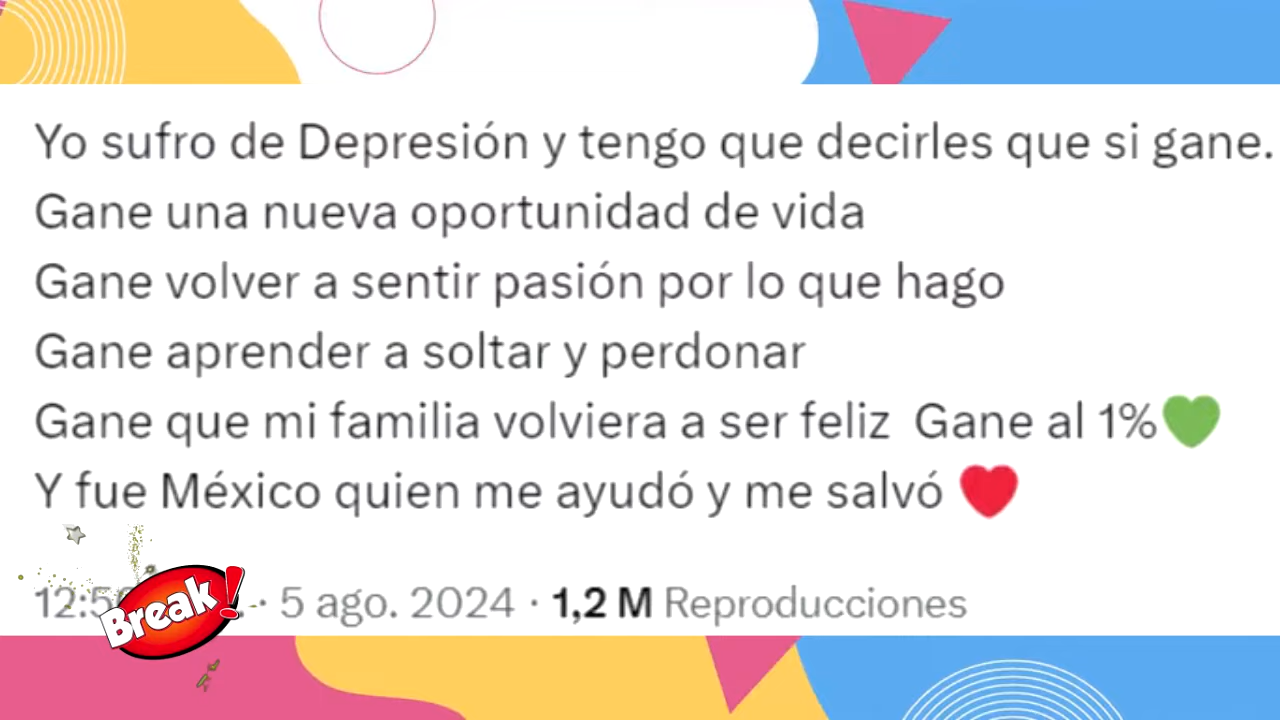 Yo sufro de Depresión y tengo que decirles que si gane.
Gane una nueva oportunidad de vida
Gane volver a sentir pasión por lo que hago
Gane aprender a soltar y perdonar
Gane que mi familia volviera a ser feliz Gane al 1%💚
Y fue México quien me ayudó y me salvó ❤️
· 5 ago. 2024 · 1,2 M Reproducciones
Break!